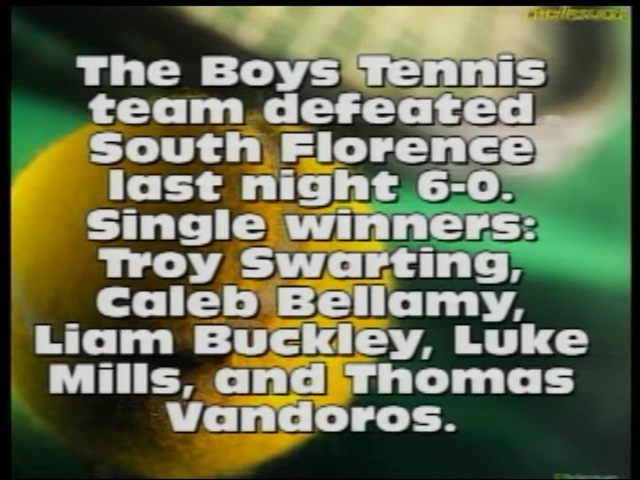 The Boys Tennis
team defeated
South Florence
last night 6-0.
Single winners:
Troy Swarting,
Caleb Bellamy,
Liam Buckley, Luke
Mills, and Thomas
Vandoros.